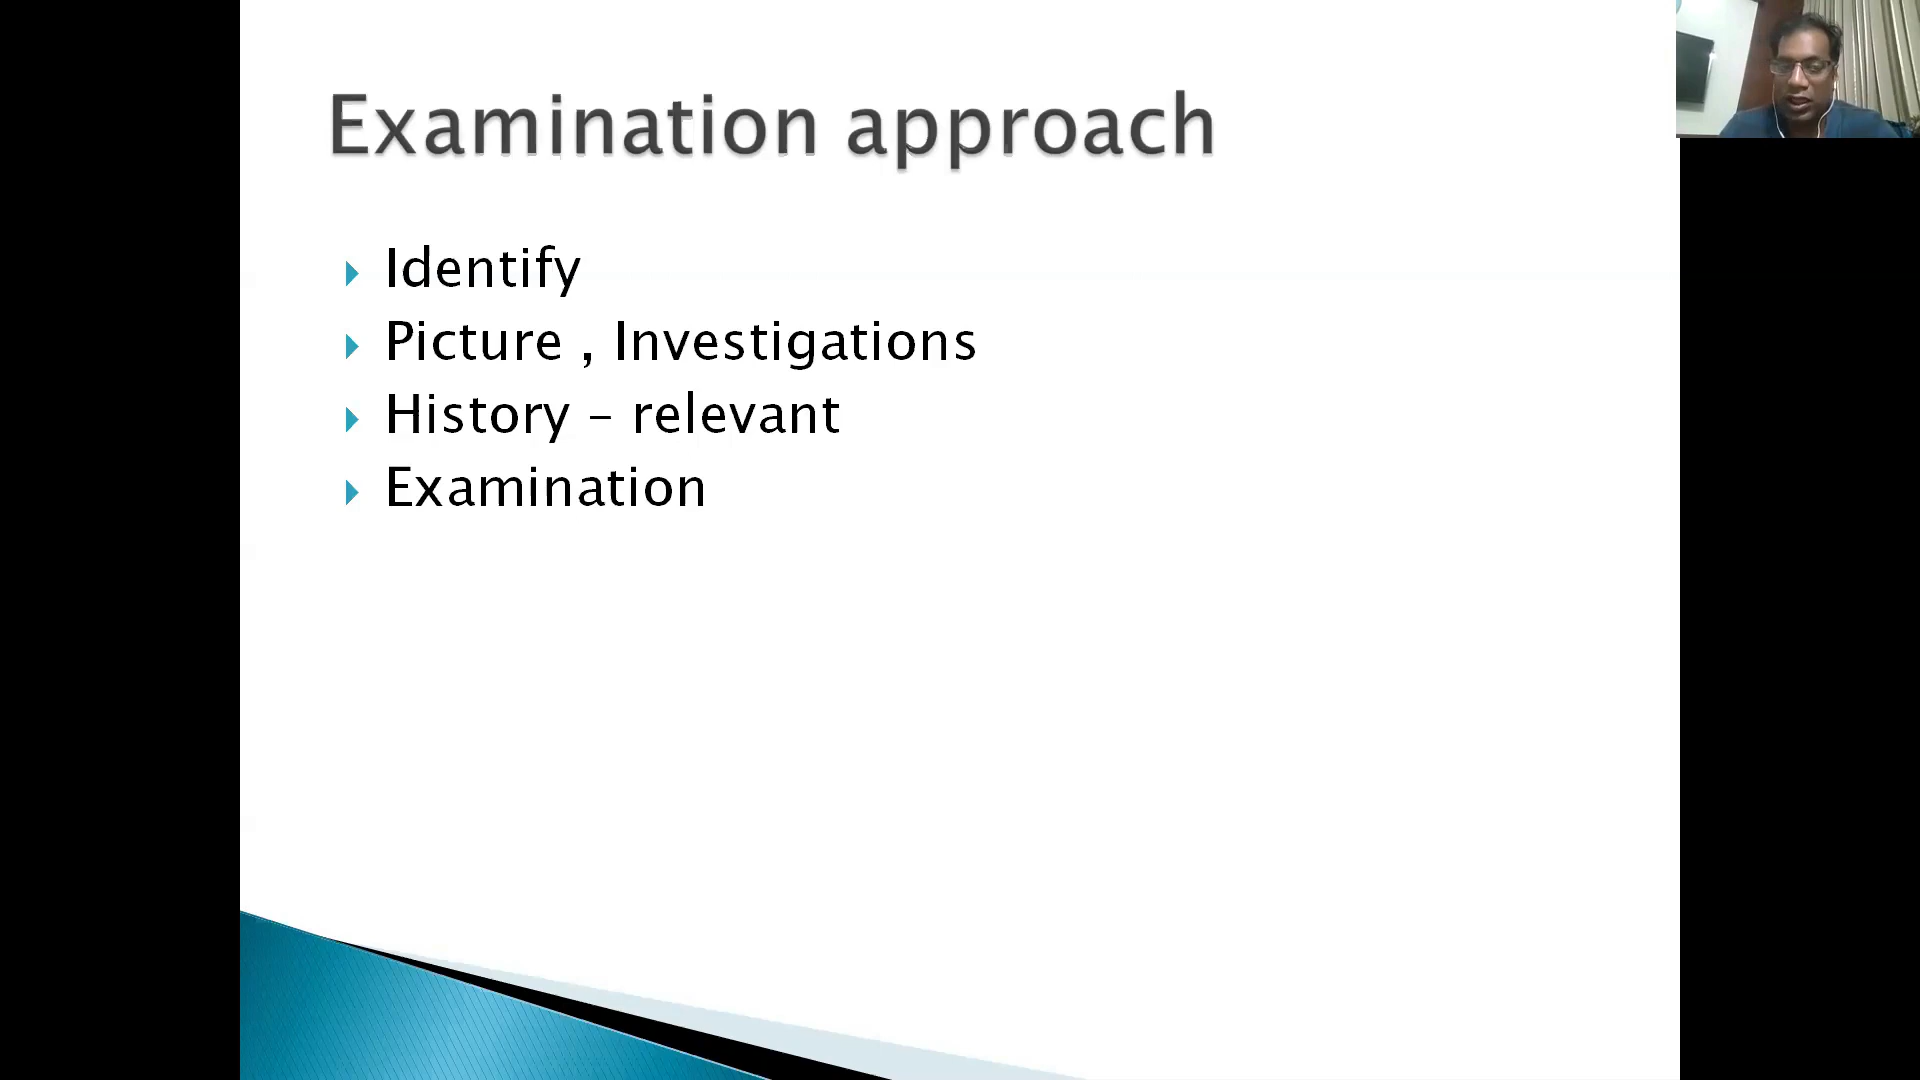 Examination approach
Identify
Picture , Investigations
History – relevant
Examination